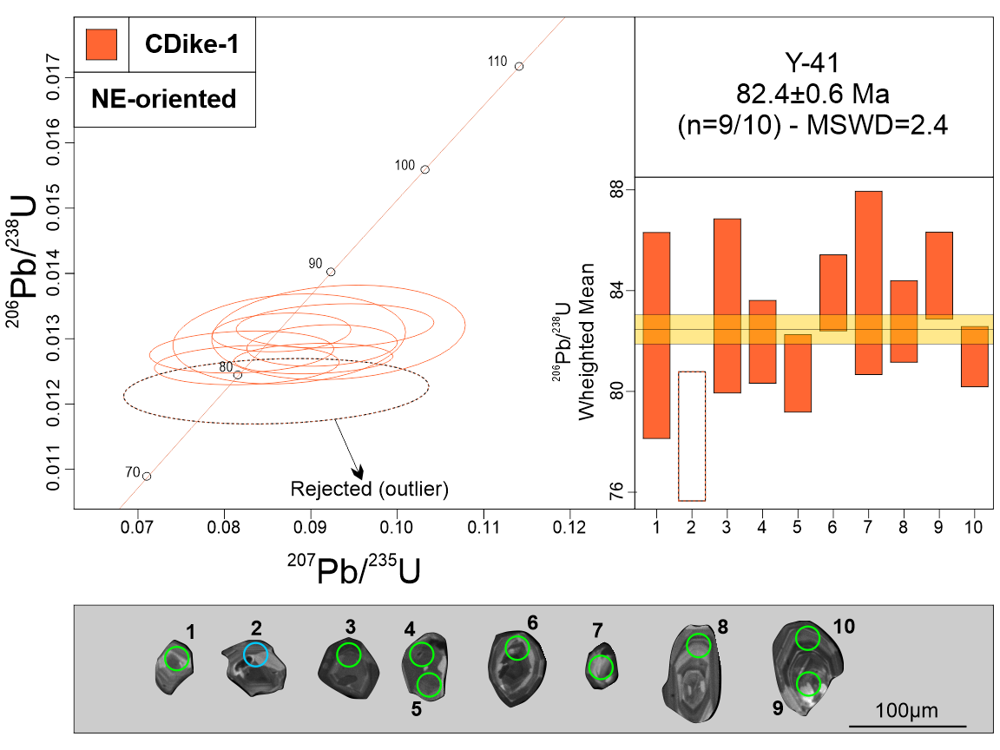 CDike-1
NE-oriented
Y-41
82.4±0.6 Ma
(n=9/10) - MSWD=2.4
²⁰⁶Pb/²³⁸U
0.017
0.016
0.015
0.014
0.013
0.012
0.011
110
100
90
80
70
Rejected (outlier)
0.07 0.08 0.09 0.10 0.11 0.12
²⁰⁷Pb/²³⁵U
²⁰⁶Pb/²³⁸U
Wheighted Mean
88
84
80
76
1 2 3 4 5 6 7 8 9 10
1 2 3 4 6 7 8 10
5 9
100µm